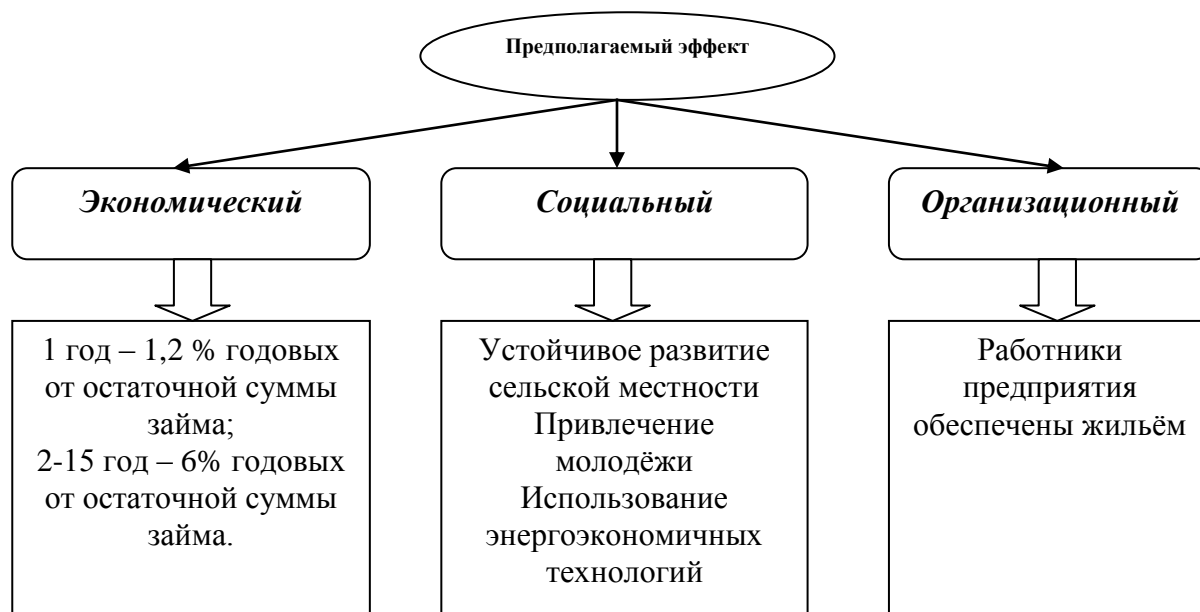 Предполагаемый эффект
Экономический
Социальный
Организационный
1 год – 1,2 % годовых
от остаточной суммы
займа;
2-15 год – 6% годовых
от остаточной суммы
займа.
Устойчивое развитие
сельской местности
Привлечение
молодёжи
Использование
энергоэкономичных
технологий
Работники
предприятия
обеспечены жильём